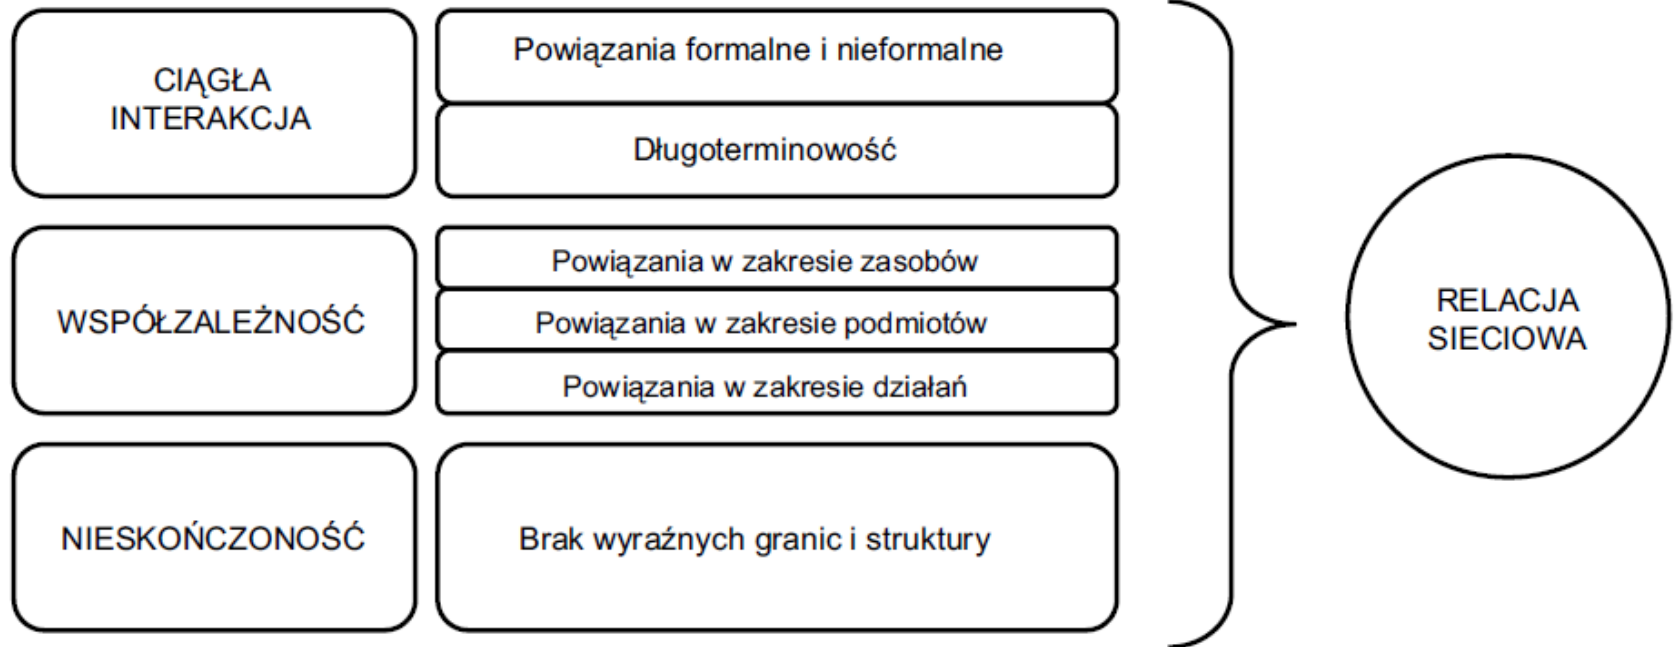 CIĄGŁA
INTERAKCJA
Powiązania formalne i nieformalne
Długoterminowość
WSPÓŁZALEŻNOŚĆ
Powiązania w zakresie zasobów
Powiązania w zakresie podmiotów
Powiązania w zakresie działań
NIESKOŃCZONOŚĆ
Brak wyraźnych granic i struktury
RELACJA
SIECIOWA